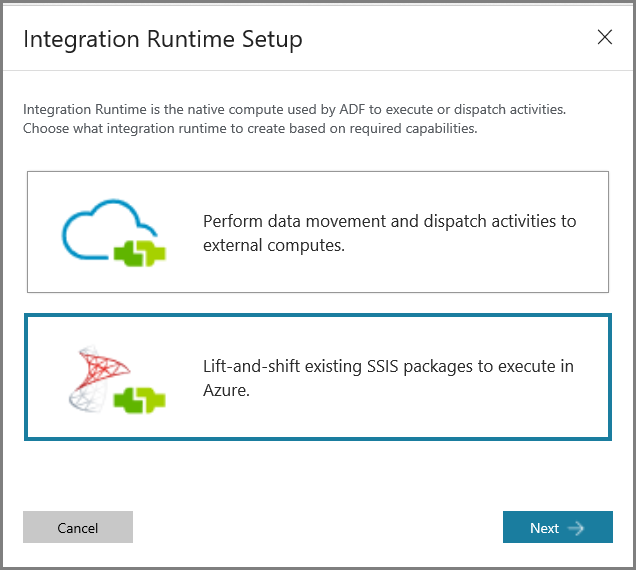 Integration Runtime Setup
Integration Runtime is the native compute used by ADF to execute or dispatch activities.
Choose what integration runtime to create based on required capabilities.
Perform data movement and dispatch activities to
external computes.
Lift-and-shift existing SSIS packages to execute in
Azure.
Cancel
Next